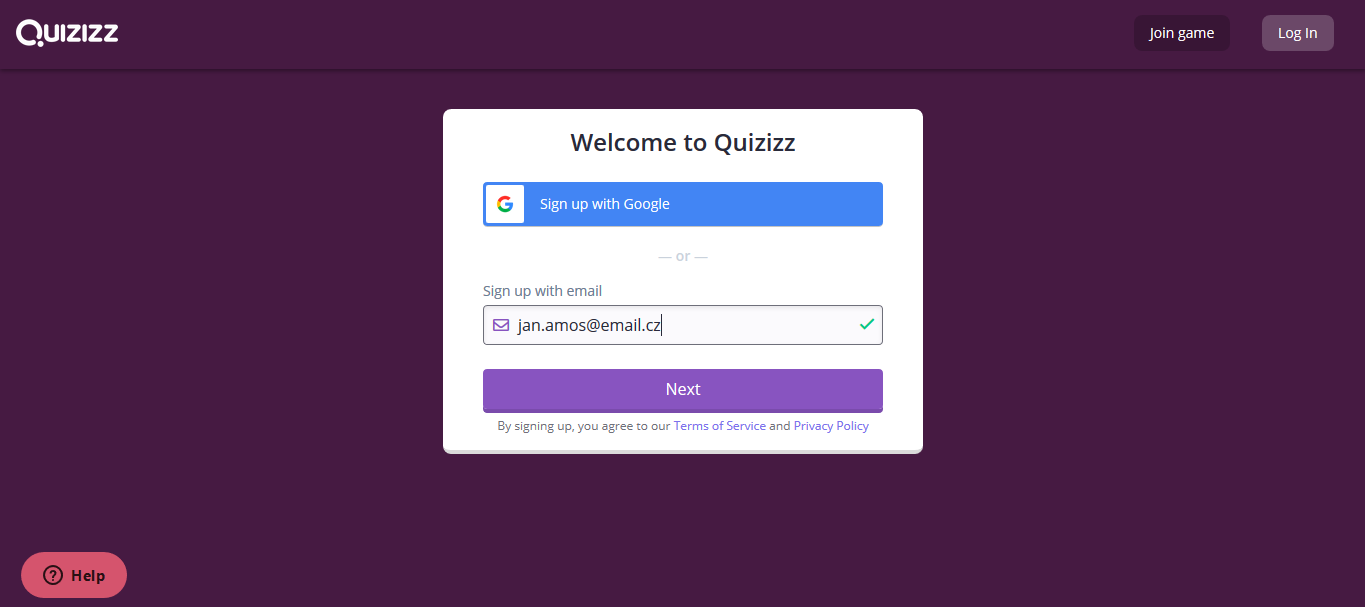 Quizizz
Join game
Log In
Welcome to Quizizz
Sign up with Google
— or —
Sign up with email
jan.amos@email.cz
Next
By signing up, you agree to our Terms of Service and Privacy Policy
Help